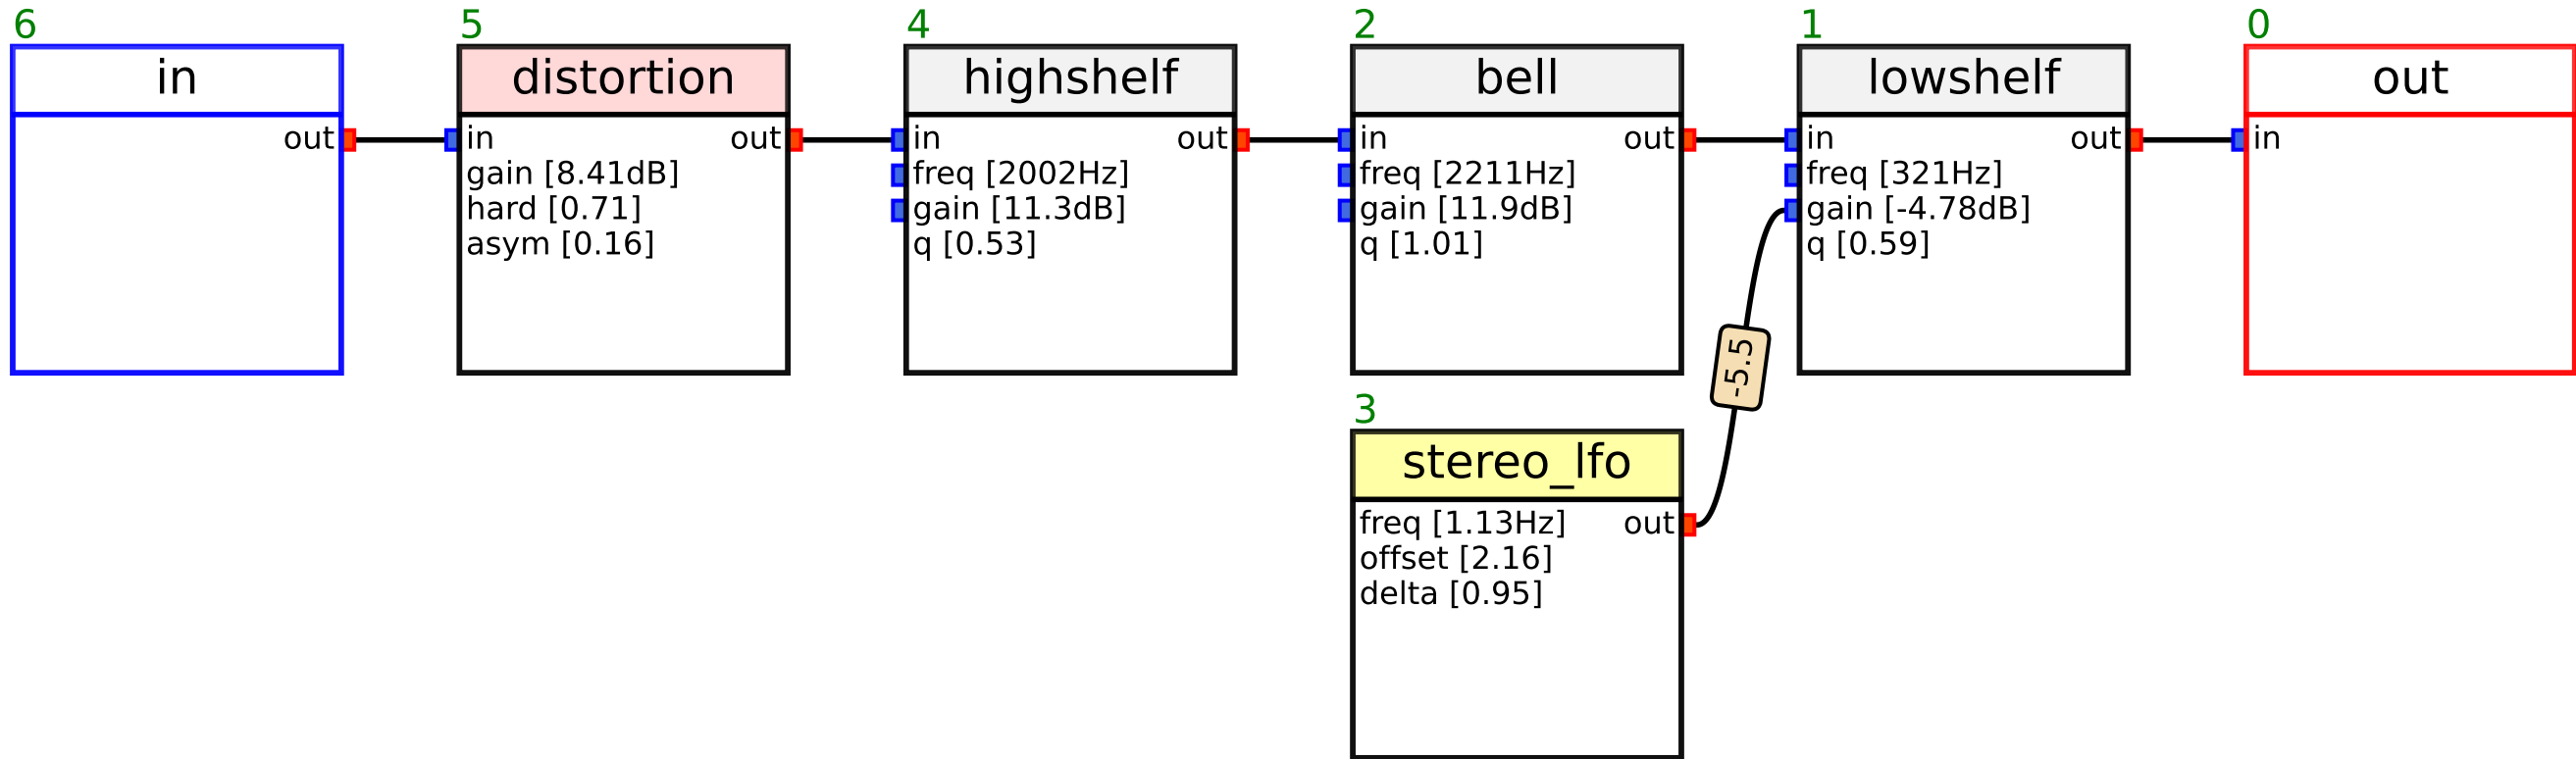 6
in
out
5
distortion
in out
gain [8.41dB]
hard [0.71]
asym [0.16]
4
highshelf
in out
freq [2002Hz]
gain [11.3dB]
q [0.53]
2
bell
in out
freq [2211Hz]
gain [11.9dB]
q [1.01]
1
lowshelf
in out
freq [321Hz]
gain [-4.78dB]
q [0.59]
0
out
in
-5.5
3
stereo_lfo
freq [1.13Hz] out
offset [2.16]
delta [0.95]